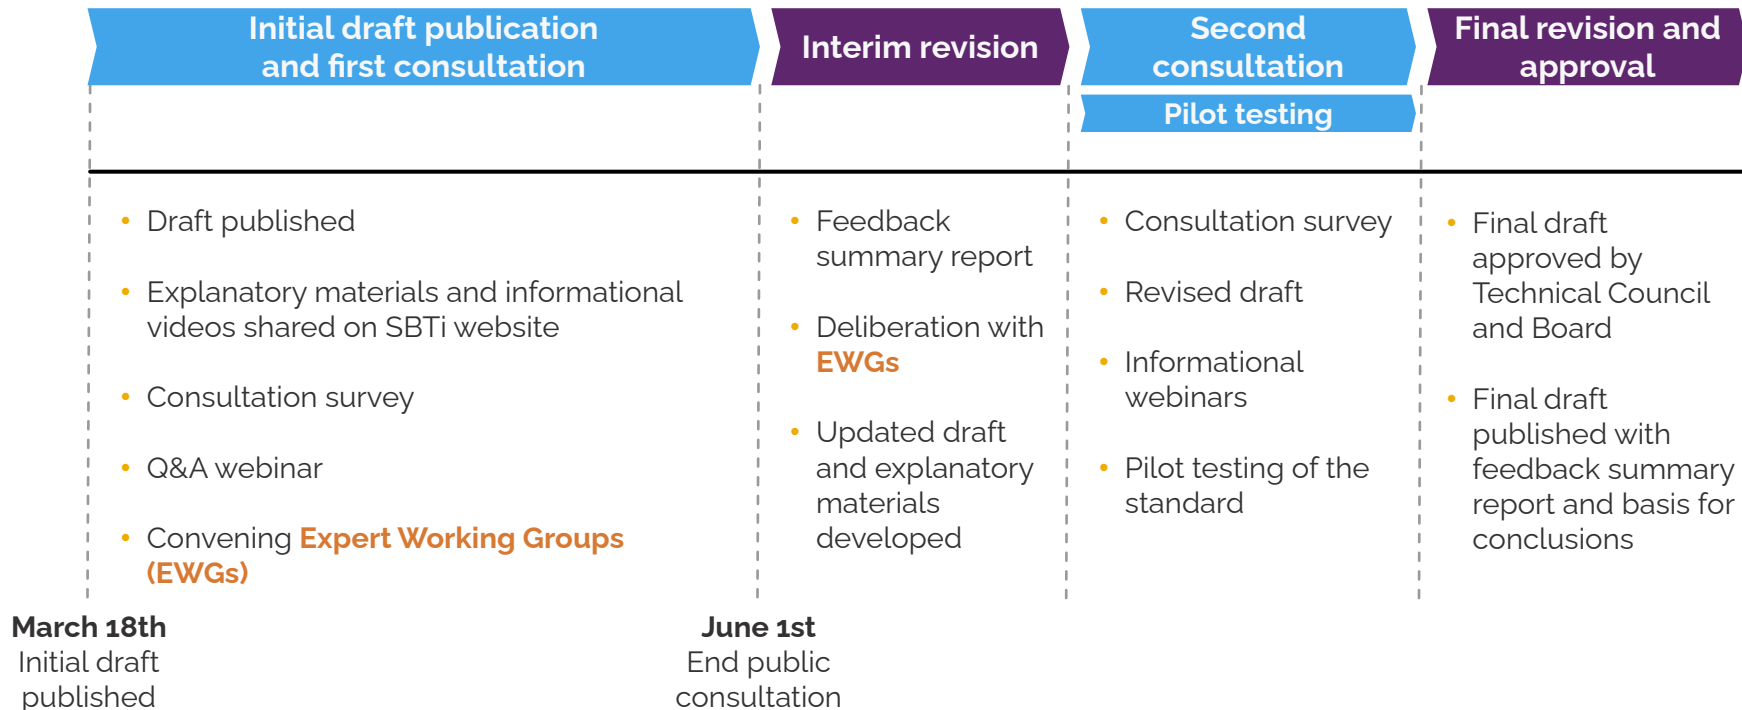 Initial draft publication
and first consultation
Interim revision
Second
consultation
Pilot testing
Final revision and
approval
• Draft published
• Explanatory materials and informational
videos shared on SBTi website
• Consultation survey
• Q&A webinar
• Convening Expert Working Groups
(EWGs)
• Feedback
summary report
• Deliberation with
EWGs
• Updated draft
and explanatory
materials
developed
• Consultation survey
• Revised draft
• Informational
webinars
• Pilot testing of the
standard
• Final draft
approved by
Technical Council
and Board
• Final draft
published with
feedback summary
report and basis for
conclusions
March 18th
Initial draft
published
June 1st
End public
consultation